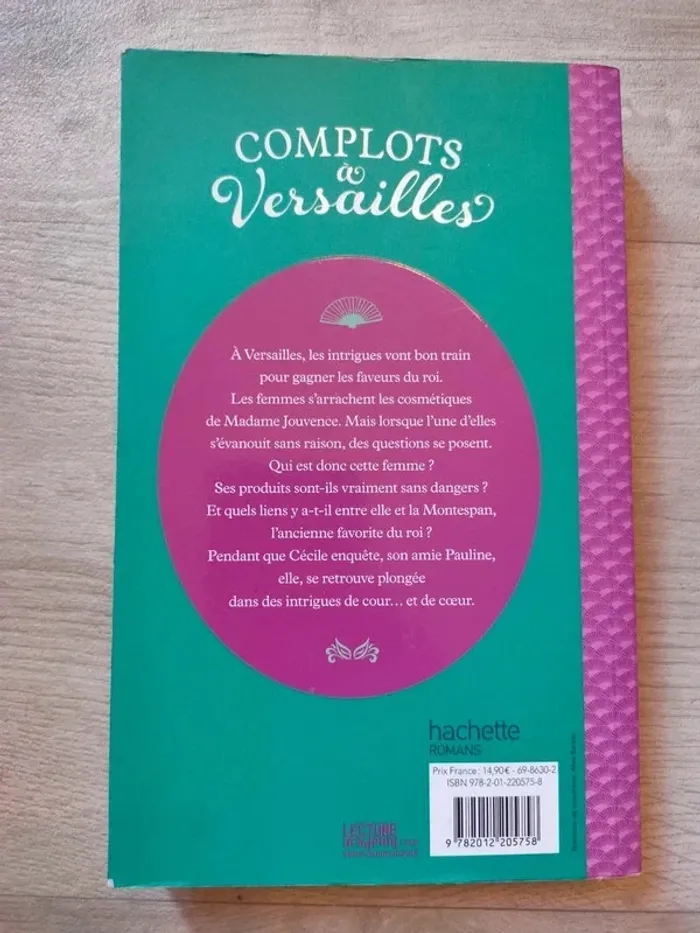 COMPLOTS
à
Versailles
À Versailles, les intrigues vont bon train
pour gagner les faveurs du roi.
Les femmes s'arrachent les cosmétiques
de Madame Jouvence. Mais lorsque l'une d'elles
s'évanouit sans raison, des questions se posent.
Qui est donc cette femme ?
Ses produits sont-ils vraiment sans dangers ?
Et quels liens y a-t-il entre elle et la Montespan,
l'ancienne favorite du roi ?
Pendant que Cécile enquête, son amie Pauline,
elle, se retrouve plongée
dans des intrigues de cour… et de cœur.
hachette
ROMANS
Prix France : 14,90€ - 69-8630-2
ISBN 978-2-01-220575-8
9 782012 205758
LECTURE